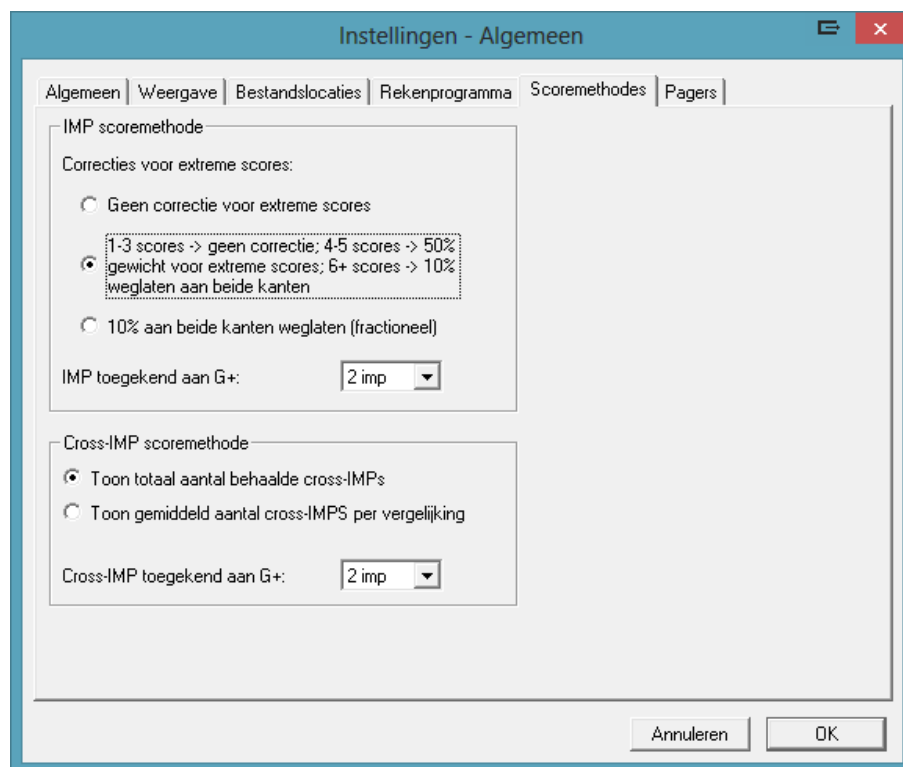 Instellingen - Algemeen
Algemeen Weergave Bestandslocaties Rekenprogramma Scoremethodes Pagers
IMP scoremethode
Correcties voor extreme scores:
Geen correctie voor extreme scores
1-3 scores -> geen correctie; 4-5 scores -> 50%
gewicht voor extreme scores; 6+ scores -> 10%
weglaten aan beide kanten
10% aan beide kanten weglaten (fractioneel)
IMP toegekend aan G+: 2 imp
Cross-IMP scoremethode
Toon totaal aantal behaalde cross-IMPs
Toon gemiddeld aantal cross-IMPS per vergelijking
Cross-IMP toegekend aan G+: 2 imp
Annuleren OK